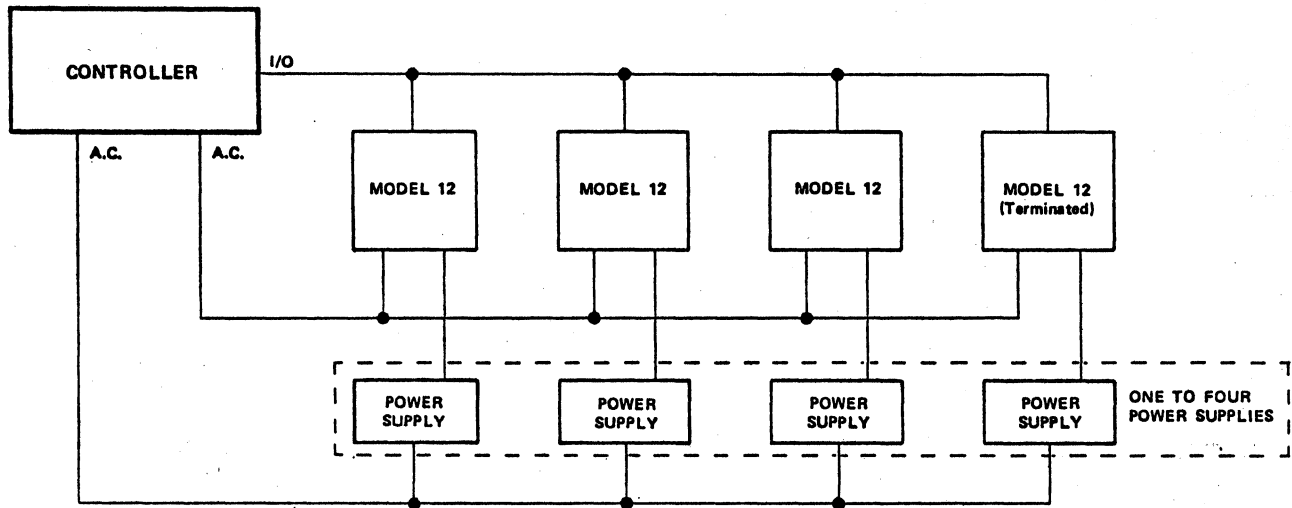 CONTROLLER
I/O
A.C.
A.C.
MODEL 12
MODEL 12
MODEL 12
MODEL 12
(Terminated)
POWER
SUPPLY
POWER
SUPPLY
POWER
SUPPLY
POWER
SUPPLY
ONE TO FOUR
POWER SUPPLIES